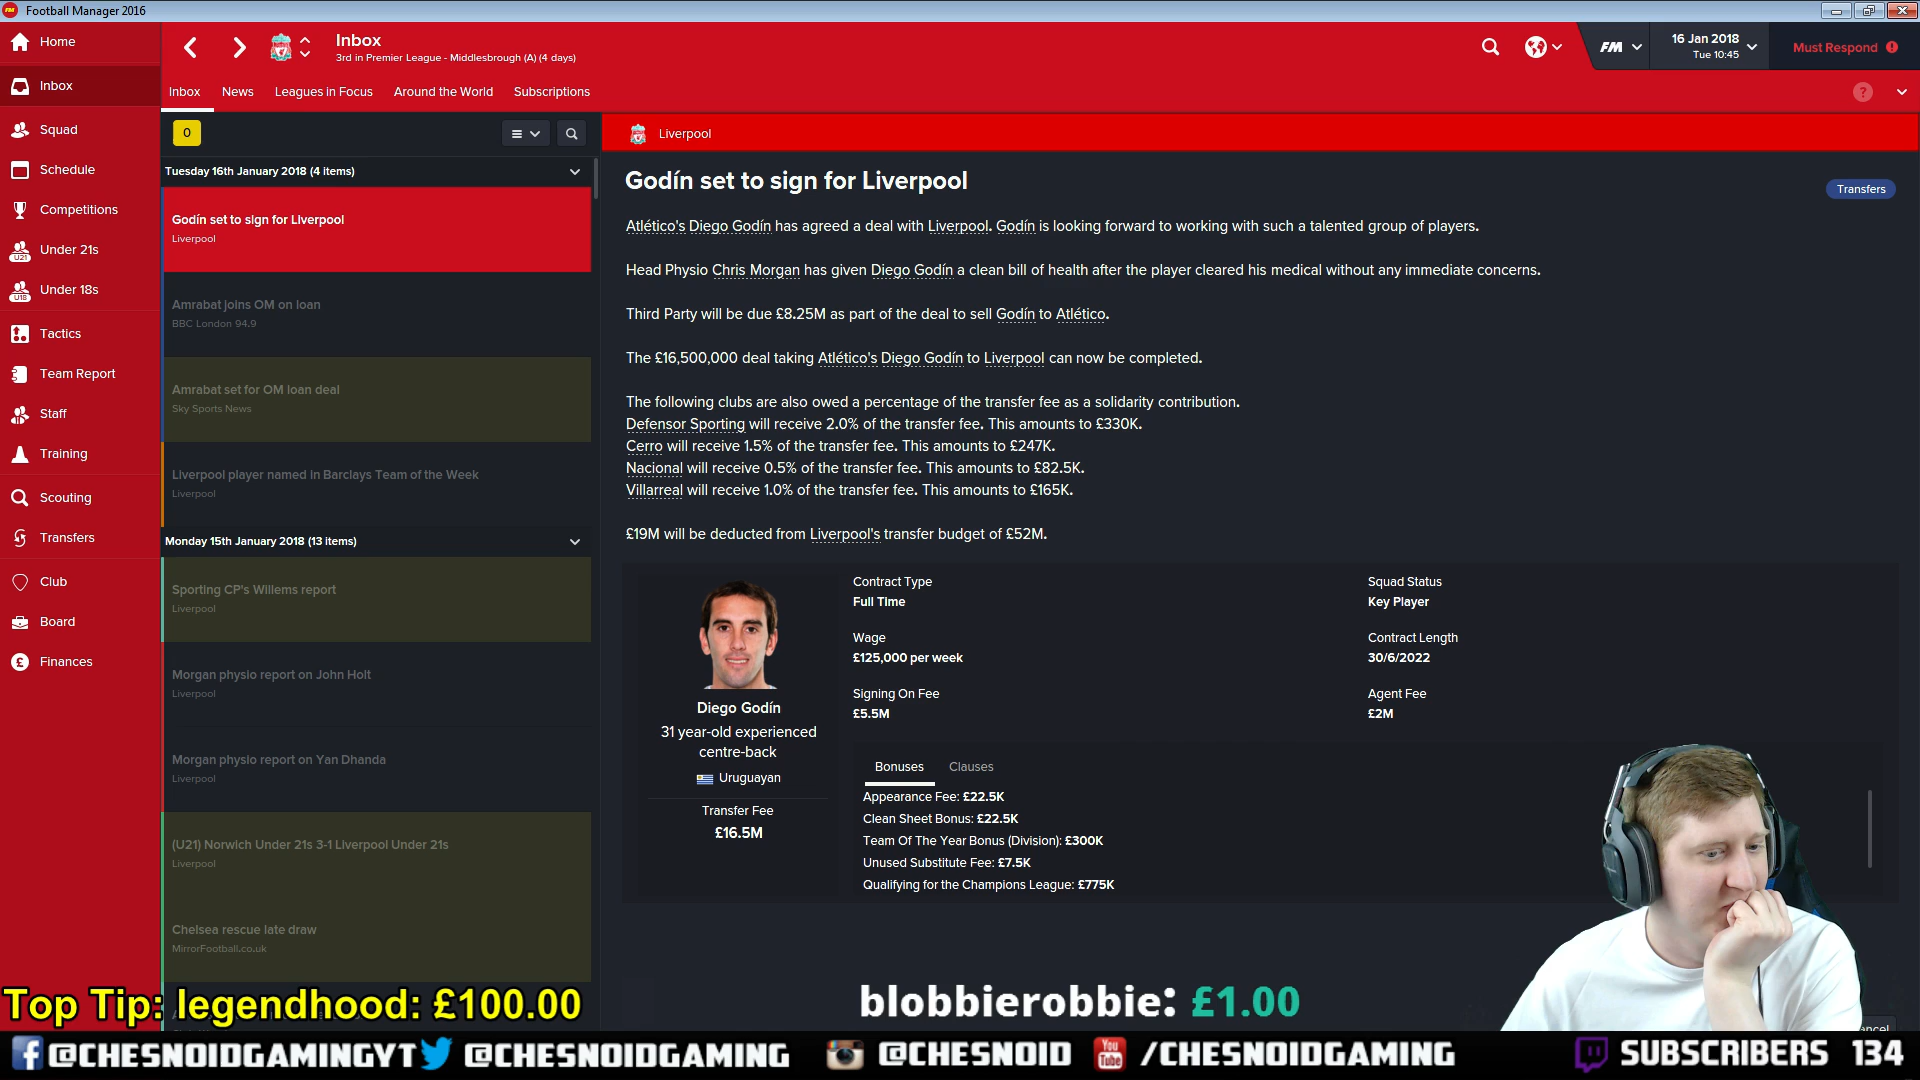 Football Manager 2016
Home
Inbox
Squad
Schedule
Competitions
Under 21s
U21
Under 18s
U18
Tactics
Team Report
Staff
Training
Scouting
Transfers
Club
Board
Finances
Inbox
3rd in Premier League - Middlesbrough (A) (4 days)
FM
16 Jan 2018
Tue 10:45
Must Respond
Inbox News Leagues in Focus Around the World Subscriptions
?
0
Tuesday 16th January 2018 (4 items)
Godín set to sign for Liverpool
Liverpool
Amrabat joins OM on loan
BBC London 94.9
Amrabat set for OM loan deal
Sky Sports News
Liverpool player named in Barclays Team of the Week
Liverpool
Monday 15th January 2018 (13 items)
Sporting CP's Willems report
Liverpool
Morgan physio report on John Holt
Liverpool
Morgan physio report on Yan Dhanda
Liverpool
(U21) Norwich Under 21s 3-1 Liverpool Under 21s
Liverpool
Chelsea rescue late draw
MirrorFootball.co.uk
Liverpool
Godín set to sign for Liverpool
Transfers
Atlético's Diego Godín has agreed a deal with Liverpool. Godín is looking forward to working with such a talented group of players.
Head Physio Chris Morgan has given Diego Godín a clean bill of health after the player cleared his medical without any immediate concerns.
Third Party will be due £8.25M as part of the deal to sell Godín to Atlético.
The £16,500,000 deal taking Atlético's Diego Godín to Liverpool can now be completed.
The following clubs are also owed a percentage of the transfer fee as a solidarity contribution.
Defensor Sporting will receive 2.0% of the transfer fee. This amounts to £330K.
Cerro will receive 1.5% of the transfer fee. This amounts to £247K.
Nacional will receive 0.5% of the transfer fee. This amounts to £82.5K.
Villarreal will receive 1.0% of the transfer fee. This amounts to £165K.
£19M will be deducted from Liverpool's transfer budget of £52M.
Diego Godín
31 year-old experienced
centre-back
Uruguayan
Transfer Fee
£16.5M
Contract Type
Full Time
Squad Status
Key Player
Wage
£125,000 per week
Contract Length
30/6/2022
Signing On Fee
£5.5M
Agent Fee
£2M
Bonuses Clauses
Appearance Fee: £22.5K
Clean Sheet Bonus: £22.5K
Team Of The Year Bonus (Division): £300K
Unused Substitute Fee: £7.5K
Qualifying for the Champions League: £775K
Top Tip: legendhood: £100.00
blobbierobbie: £1.00
ancel
@CHESNOIDGAMINGYT @CHESNOIDGAMING @CHESNOID You Tube /CHESNOIDGAMING SUBSCRIBERS 134